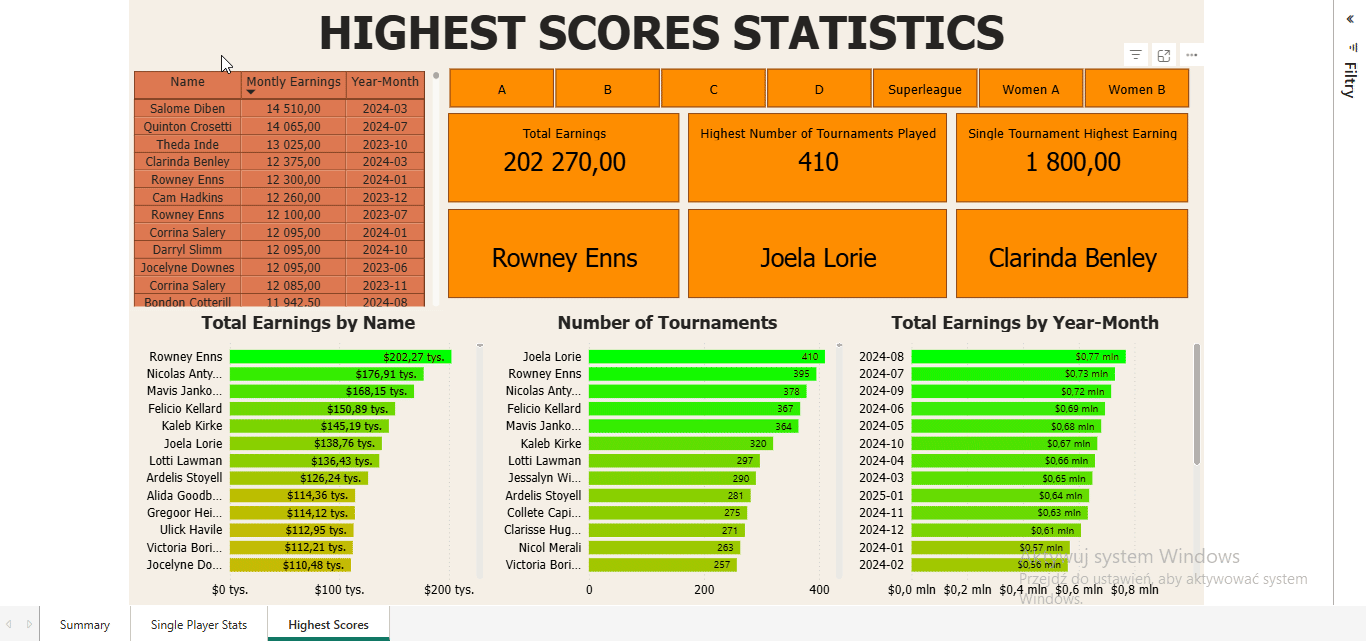 HIGHEST SCORES STATISTICS
Filtry
Name Montly Earnings Year-Month
Salome Diben 14 510,00 2024-03
Quinton Crosetti 14 065,00 2024-07
Theda Inde 13 025,00 2023-10
Clarinda Benley 12 375,00 2024-03
Rowney Enns 12 300,00 2024-01
Cam Hadkins 12 260,00 2023-12
Rowney Enns 12 100,00 2023-07
Corrina Salery 12 095,00 2024-01
Darryl Slimm 12 095,00 2024-10
Jocelyne Downes 12 095,00 2023-06
Corrina Salery 12 085,00 2023-11
Bondon Cotterill 11 942,50 2024-08
A B C D Superleague Women A Women B
Total Earnings
202 270,00
Highest Number of Tournaments Played
410
Single Tournament Highest Earning
1 800,00
Rowney Enns
Joela Lorie
Clarinda Benley
Total Earnings by Name
Rowney Enns $202,27 tys.
Nicolas Anty... $176,91 tys.
Mavis Janko... $168,15 tys.
Felicio Kellard $150,89 tys.
Kaleb Kirke $145,19 tys.
Joela Lorie $138,76 tys.
Lotti Lawman $136,43 tys.
Ardelis Stoyell $126,24 tys.
Alida Goodb... $114,36 tys.
Gregoor Hei... $114,12 tys.
Ulick Havile $112,95 tys.
Victoria Bori... $112,21 tys.
Jocelyne Do... $110,48 tys.
$0 tys. $100 tys. $200 tys.
Number of Tournaments
Joela Lorie 410
Rowney Enns 395
Nicolas Anty... 378
Felicio Kellard 367
Mavis Janko... 364
Kaleb Kirke 320
Lotti Lawman 297
Jessalyn Wi... 290
Ardelis Stoyell 281
Collete Capi... 275
Clarisse Hug... 271
Nicol Merali 263
Victoria Bori... 257
0 200 400
Total Earnings by Year-Month
2024-08 $0,77 mln
2024-07 $0,73 mln
2024-09 $0,72 mln
2024-06 $0,69 mln
2024-05 $0,68 mln
2024-10 $0,67 mln
2024-04 $0,66 mln
2024-03 $0,65 mln
2025-01 $0,64 mln
2024-11 $0,63 mln
2024-12 $0,61 mln
2024-01 $0,57 mln
2024-02 $0,56 mln
$0,0 mln $0,2 mln $0,4 mln $0,6 mln $0,8 mln
Aktywuj system Windows
Przejdź do ustawień, aby aktywować system
Windows.
Summary Single Player Stats Highest Scores